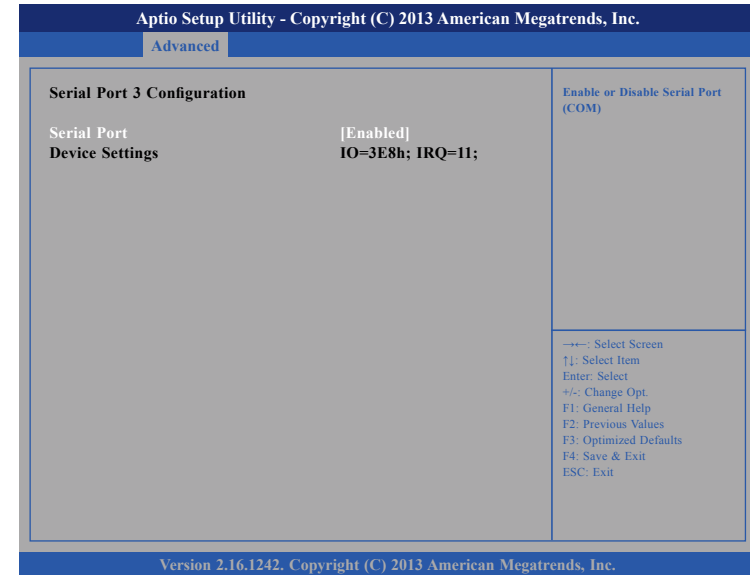 Aptio Setup Utility - Copyright (C) 2013 American Megatrends, Inc.
Advanced
Serial Port 3 Configuration
Serial Port [Enabled]
Device Settings IO=3E8h; IRQ=11;
Enable or Disable Serial Port
(COM)
→←: Select Screen
↑↓: Select Item
Enter: Select
+/-: Change Opt.
F1: General Help
F2: Previous Values
F3: Optimized Defaults
F4: Save & Exit
ESC: Exit
Version 2.16.1242. Copyright (C) 2013 American Megatrends, Inc.